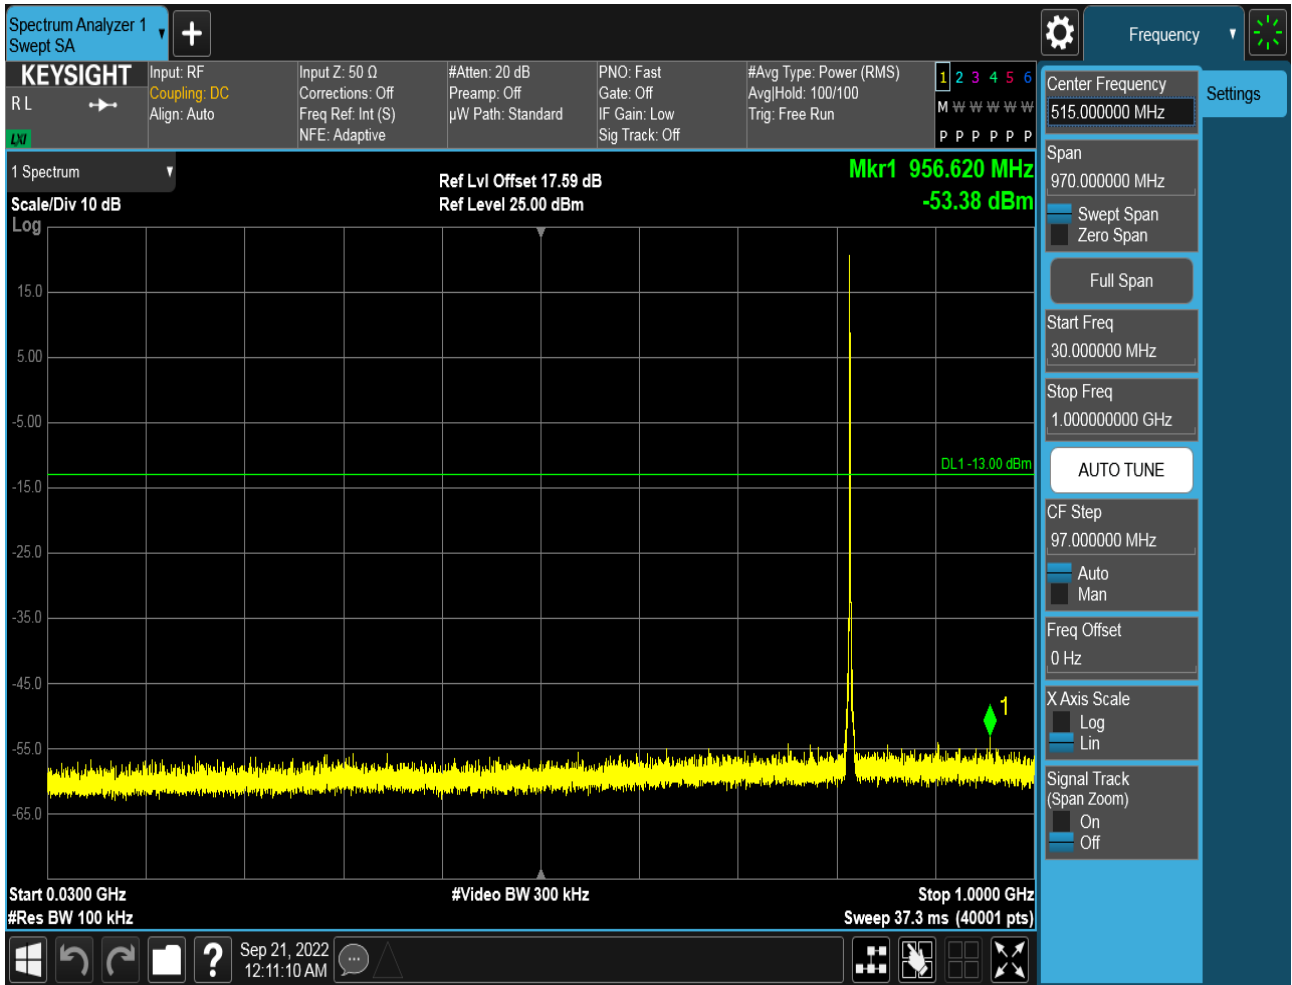 Spectrum Analyzer 1
Swept SA
Frequency
KEYSIGHT
R L
LXI
Input: RF
Coupling: DC
Align: Auto
Input Z: 50 Ω
Corrections: Off
Freq Ref: Int (S)
NFE: Adaptive
#Atten: 20 dB
Preamp: Off
µW Path: Standard
PNO: Fast
Gate: Off
IF Gain: Low
Sig Track: Off
#Avg Type: Power (RMS)
Avg|Hold: 100/100
Trig: Free Run
1 2 3 4 5 6
M W W W W W
P P P P P P
1 Spectrum
Scale/Div 10 dB
Log
Ref Lvl Offset 17.59 dB
Ref Level 25.00 dBm
Mkr1 956.620 MHz
-53.38 dBm
15.0
5.00
-5.00
-15.0
-25.0
-35.0
-45.0
-55.0
-65.0
DL1 -13.00 dBm
1
Start 0.0300 GHz
#Res BW 100 kHz
#Video BW 300 kHz
Stop 1.0000 GHz
Sweep 37.3 ms (40001 pts)
Center Frequency
515.000000 MHz
Settings
Span
970.000000 MHz
Swept Span
Zero Span
Full Span
Start Freq
30.000000 MHz
Stop Freq
1.000000000 GHz
AUTO TUNE
CF Step
97.000000 MHz
Auto
Man
Freq Offset
0 Hz
X Axis Scale
Log
Lin
Signal Track
(Span Zoom)
On
Off
?
Sep 21, 2022
12:11:10 AM